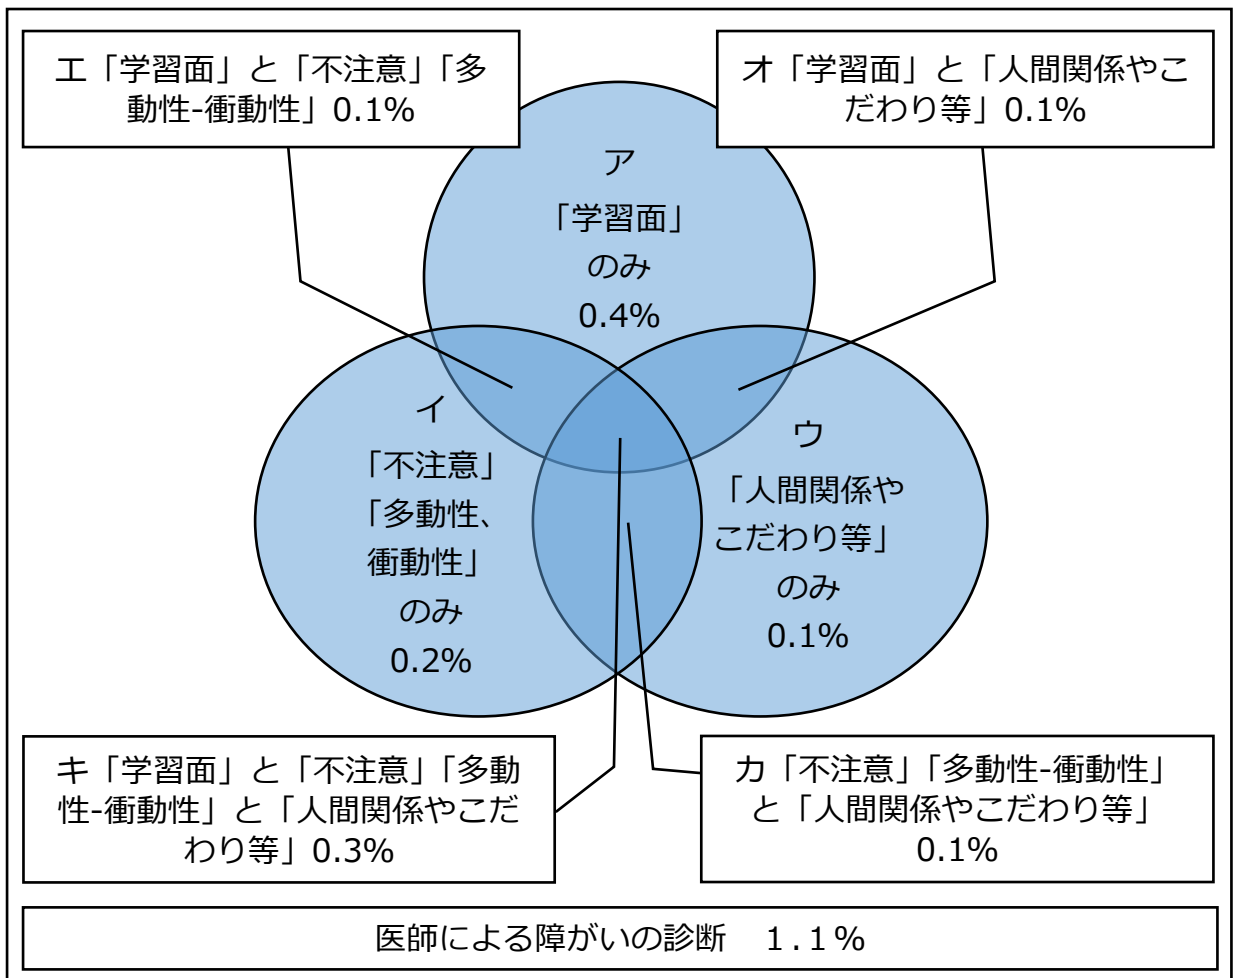 エ「学習面」と「不注意」「多
動性-衝動性」0.1%
オ「学習面」と「人間関係やこ
だわり等」0.1%
ア
「学習面」
のみ
0.4%
イ
「不注意」
「多動性、
衝動性」
のみ
0.2%
ウ
「人間関係や
こだわり等」
のみ
0.1%
キ「学習面」と「不注意」「多動
性-衝動性」と「人間関係やこだ
わり等」0.3%
カ「不注意」「多動性-衝動性」
と「人間関係やこだわり等」
0.1%
医師による障がいの診断　１.１%